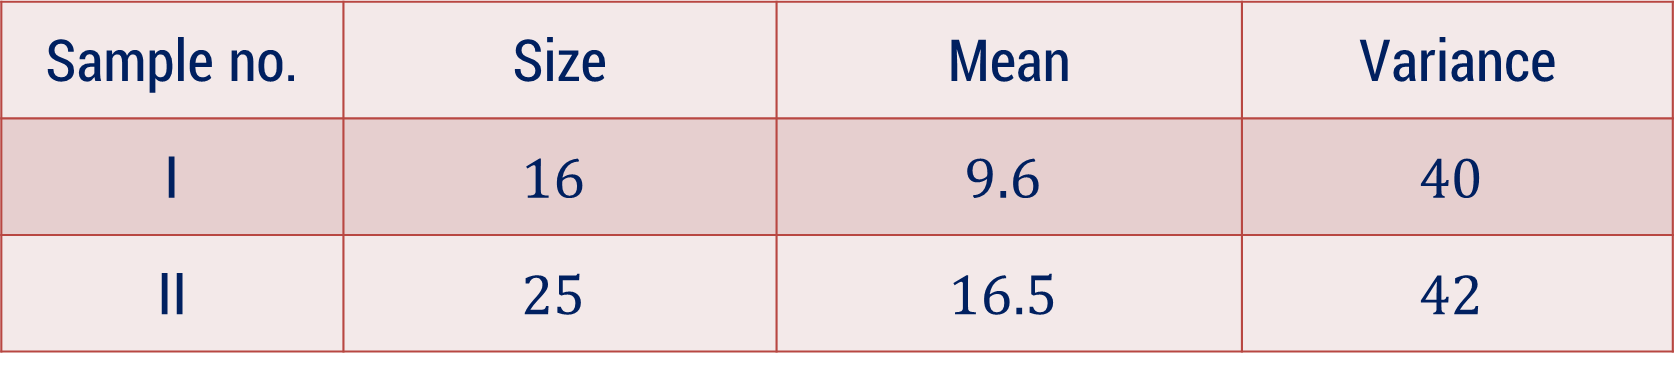 Sample no. Size Mean Variance
I 16 9.6 40
II 25 16.5 42